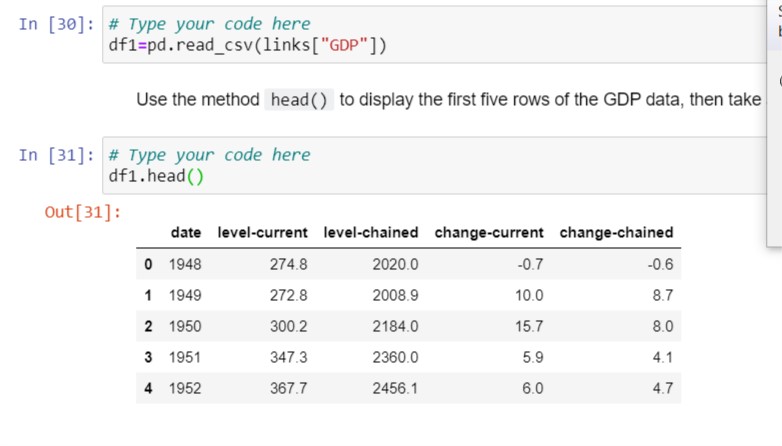 In [30]: # Type your code here
df1=pd.read_csv(links["GDP"])
Use the method head() to display the first five rows of the GDP data, then take
In [31]: # Type your code here
df1.head()
Out[31]:
date level-current level-chained change-current change-chained
0 1948 274.8 2020.0 -0.7 -0.6
1 1949 272.8 2008.9 10.0 8.7
2 1950 300.2 2184.0 15.7 8.0
3 1951 347.3 2360.0 5.9 4.1
4 1952 367.7 2456.1 6.0 4.7